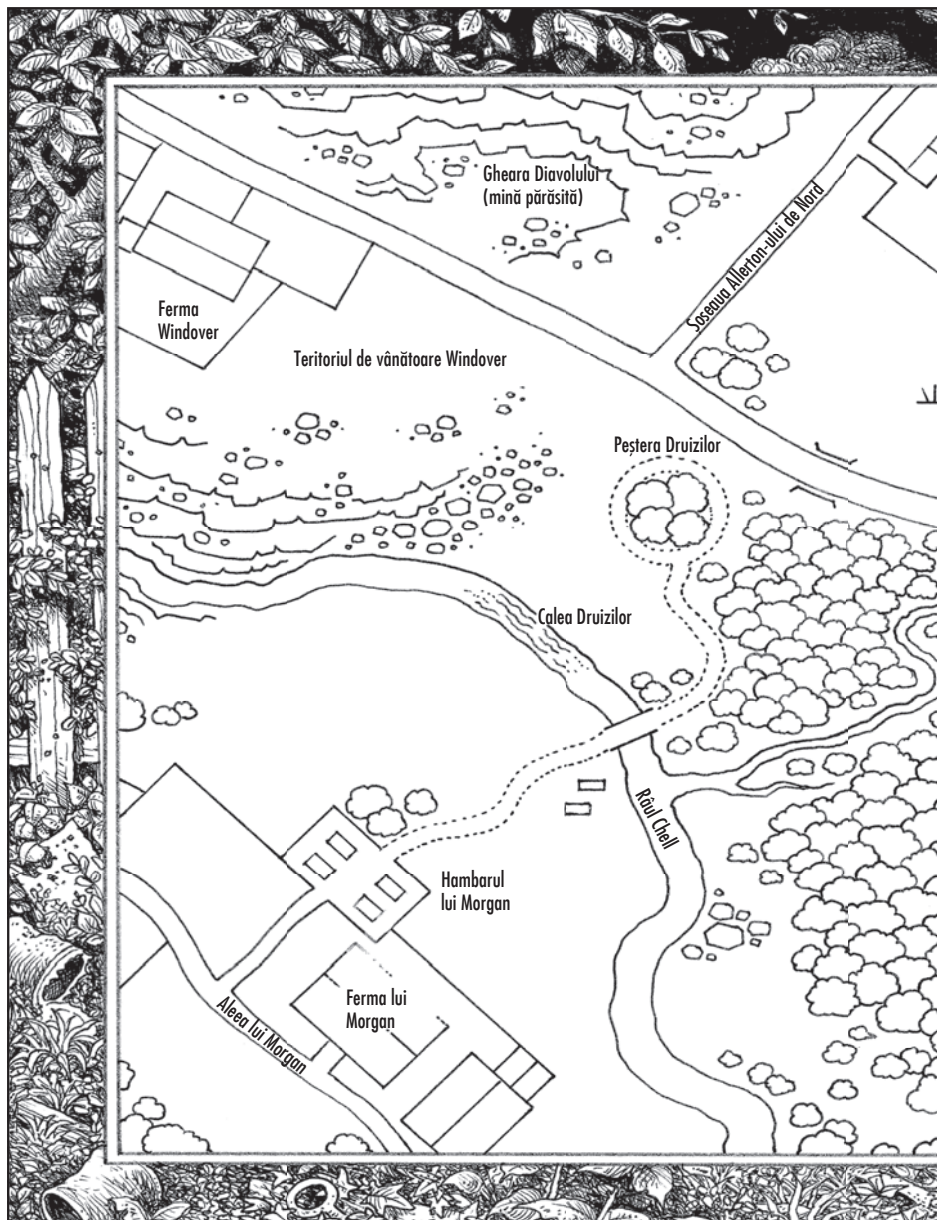 Gheara Diavolului
(mină părăsită)
Soseaua Allerton-ului de Nord
Ferma
Windover
Teritoriul de vânătoare Windover
Peștera Druizilor
Calea Druizilor
Râul Chell
Hambarul
lui Morgan
Ferma lui
Morgan
Aleea lui Morgan